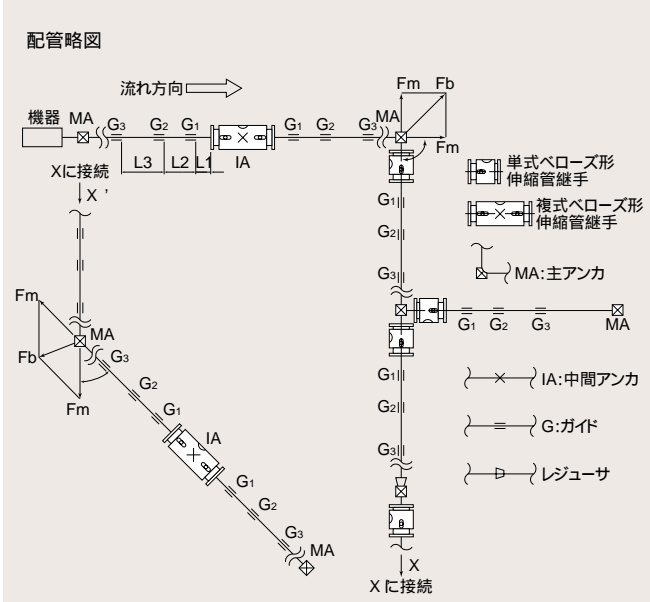 配管略図
流れ方向
機器
MA
G3
G2
G1
IA
G1
G2
G3
MA
Fm
Fb
Fm
L3
L2
L1
Xに接続
X '
単式ベローズ形
伸縮管継手
複式ベローズ形
伸縮管継手
MA:主アンカ
IA:中間アンカ
G:ガイド
レジューサ
G1
G2
G3
G1
G2
G3
MA
G1
G2
G3
X
X'に接続
Fm
Fb
Fm
MA
G3
G2
G1
IA
G1
G2
G3
MA